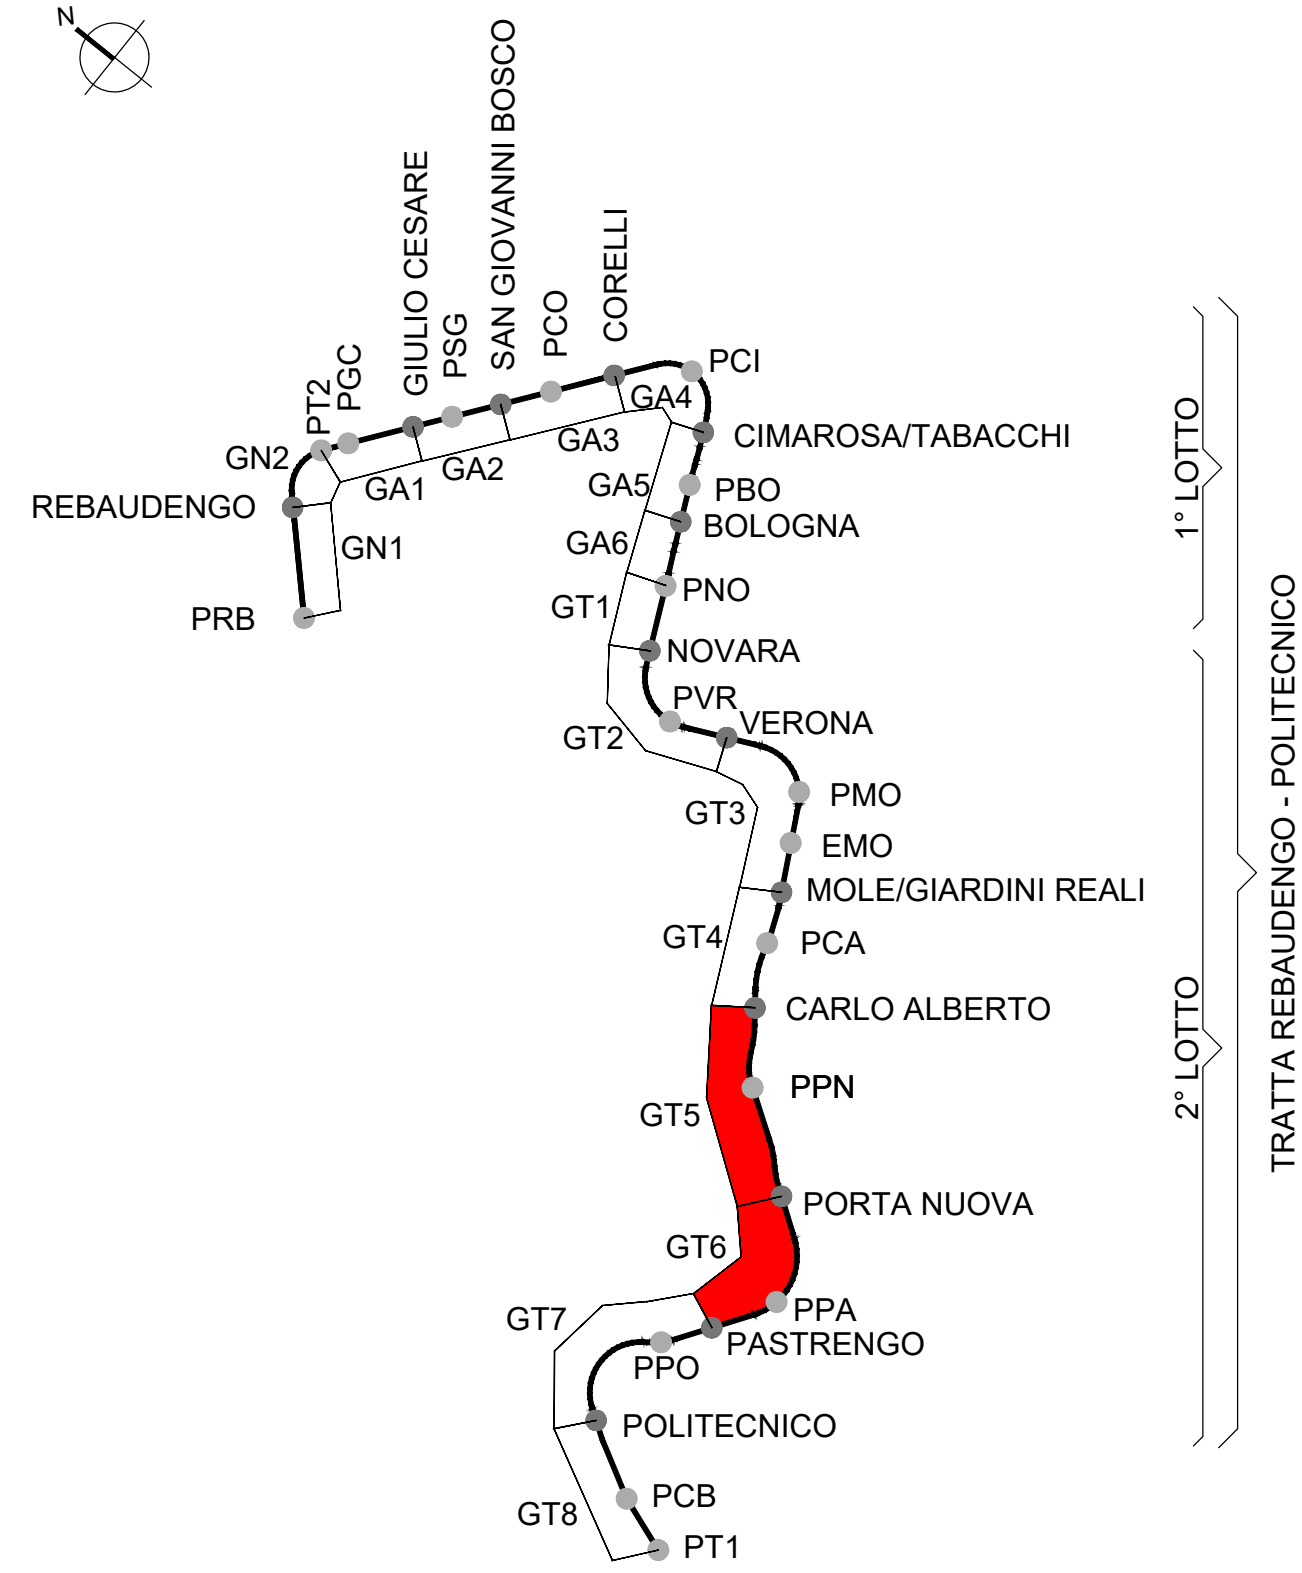 N
SAN GIOVANNI BOSCO
GIULIO CESARE
CORELLI
PCO
PSG
PGC
PT2
PCI
GA4
CIMAROSA/TABACCHI
GN2
GA3
GA2
GA1
GA5
PBO
REBAUDENGO
BOLOGNA
GN1
GA6
PNO
GT1
PRB
NOVARA
PVR
VERONA
GT2
PMO
GT3
EMO
MOLE/GIARDINI REALI
GT4
PCA
CARLO ALBERTO
PPN
GT5
PORTA NUOVA
GT6
PPA
GT7
PASTRENGO
PPO
POLITECNICO
PCB
GT8
PT1
1° LOTTO
2° LOTTO
TRATTA REBAUDENGO - POLITECNICO